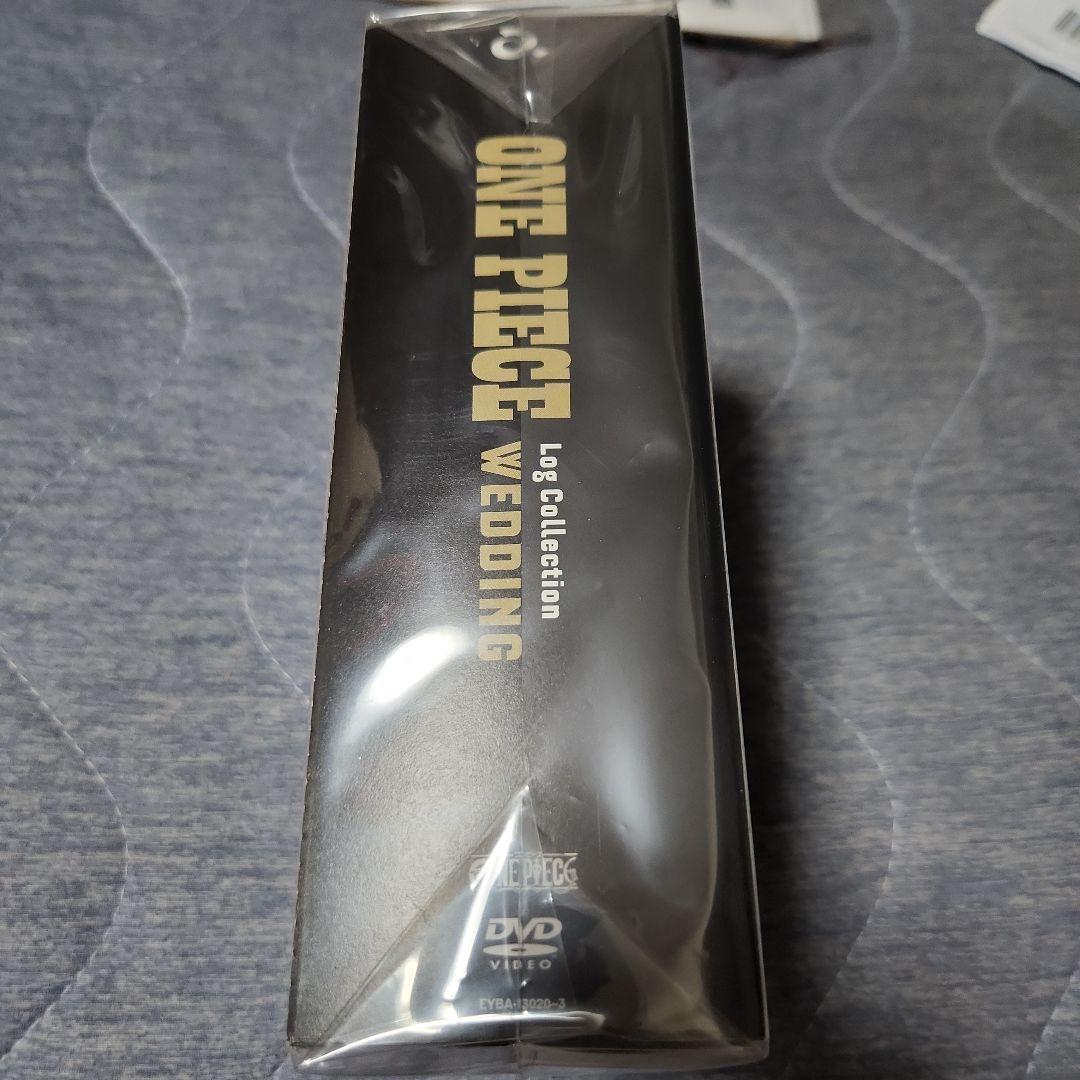 ONE PIECE
Log Collection
WEDDING
ONE PIECE
DVD
VIDEO
EYBA-13020~3